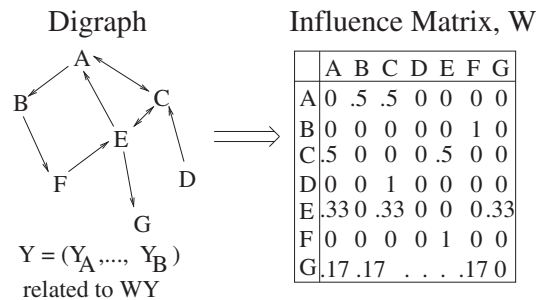 Digraph
A
B
C
E
F
D
G
Y = (Y_A,..., Y_B)
related to WY
Influence Matrix, W
A B C D E F G
A 0 .5 .5 0 0 0 0
B 0 0 0 0 0 1 0
C .5 0 0 0 .5 0 0
D 0 0 1 0 0 0 0
E .33 0 .33 0 0 0 .33
F 0 0 0 0 1 0 0
G .17 .17 . . . .17 0